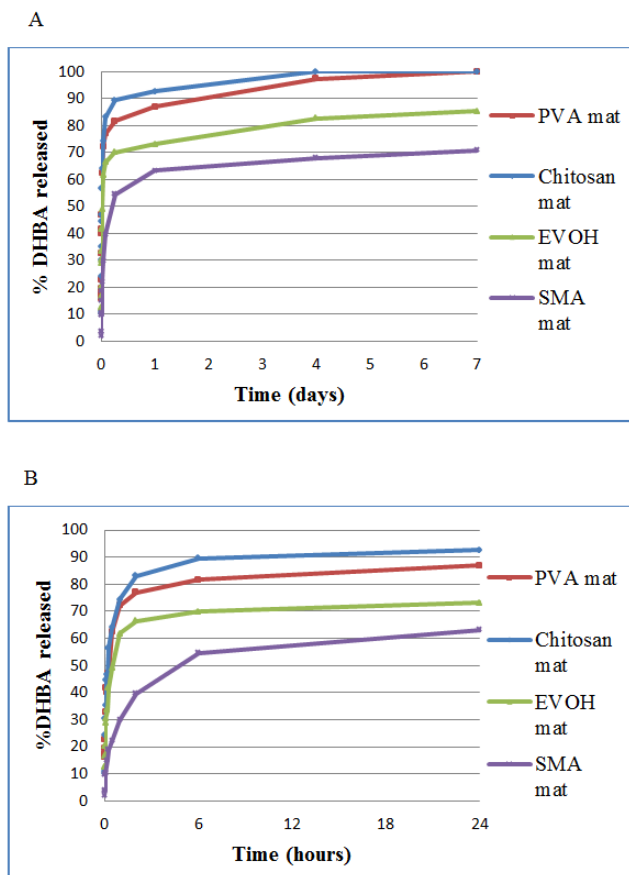 A
100
90
80
70
60
50
40
30
20
10
0
% DHBA released
0 1 2 3 4 5 6 7
Time (days)
PVA mat
Chitosan
mat
EVOH
mat
SMA
mat
B
100
90
80
70
60
50
40
30
20
10
0
%DHBA released
0 6 12 18 24
Time (hours)
PVA mat
Chitosan
mat
EVOH
mat
SMA
mat